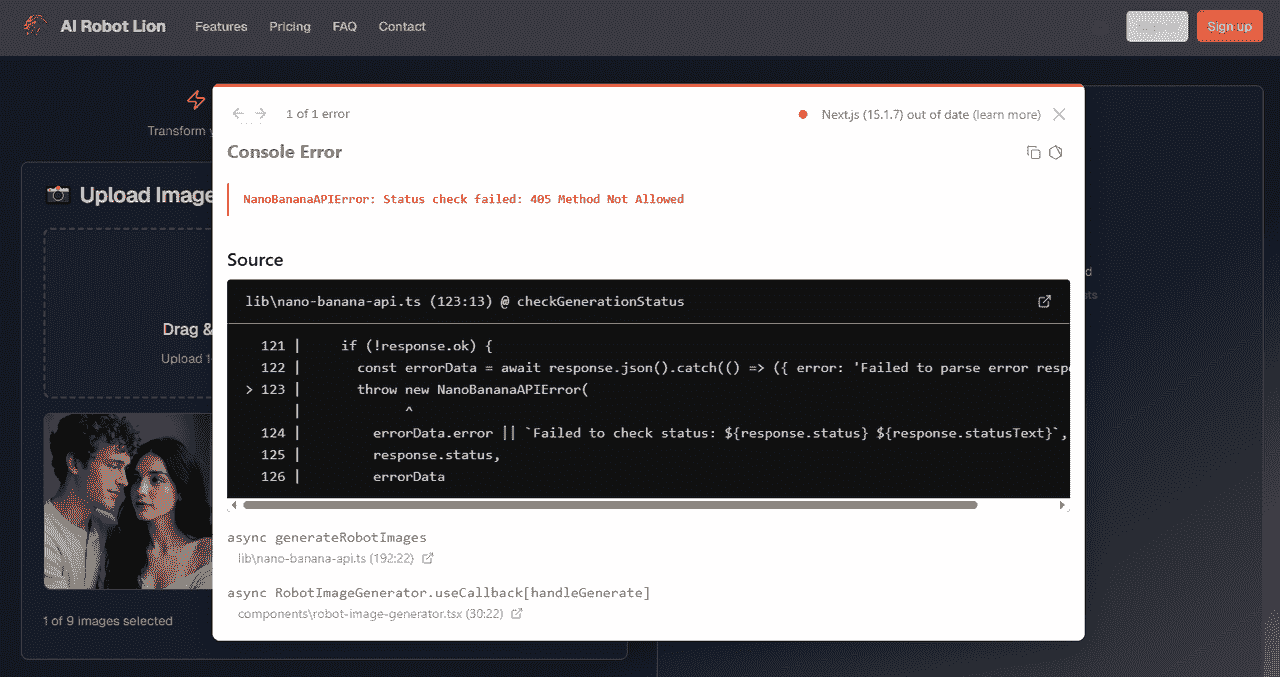 AI Robot Lion
Features Pricing FAQ Contact
Sign up
Transform
1 of 1 error
Next.js (15.1.7) out of date (learn more)
Console Error
NanoBananaAPIError: Status check failed: 405 Method Not Allowed
Upload Image
Source
lib\nano-banana-api.ts (123:13) @ checkGenerationStatus
121 | if (!response.ok) {
122 | const errorData = await response.json().catch(() => ({ error: 'Failed to parse error resp
> 123 | throw new NanoBananaAPIError(
| ^
124 | errorData.error || `Failed to check status: ${response.status} ${response.statusText}`,
125 | response.status,
126 | errorData
Drag &
Upload 1
async generateRobotImages
lib\nano-banana-api.ts (192:22)
async RobotImageGenerator.useCallback[handleGenerate]
components\robot-image-generator.tsx (30:22)
1 of 9 images selected